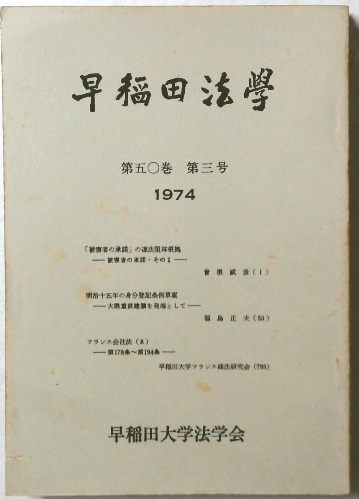 早稲田法學
第五〇巻 第三号
1974
「被害者の承諾」の違法阻却根拠
――被害者の承諾・その1――
曾根威彦(1)
明治十五年の身分登記条例草案
――大隈重信建議を発端として――
福島正夫(53)
フランス会社法(8)
――第178条~第194条――
早稲田大学フランス商法研究会(793)
早稲田大学法学会